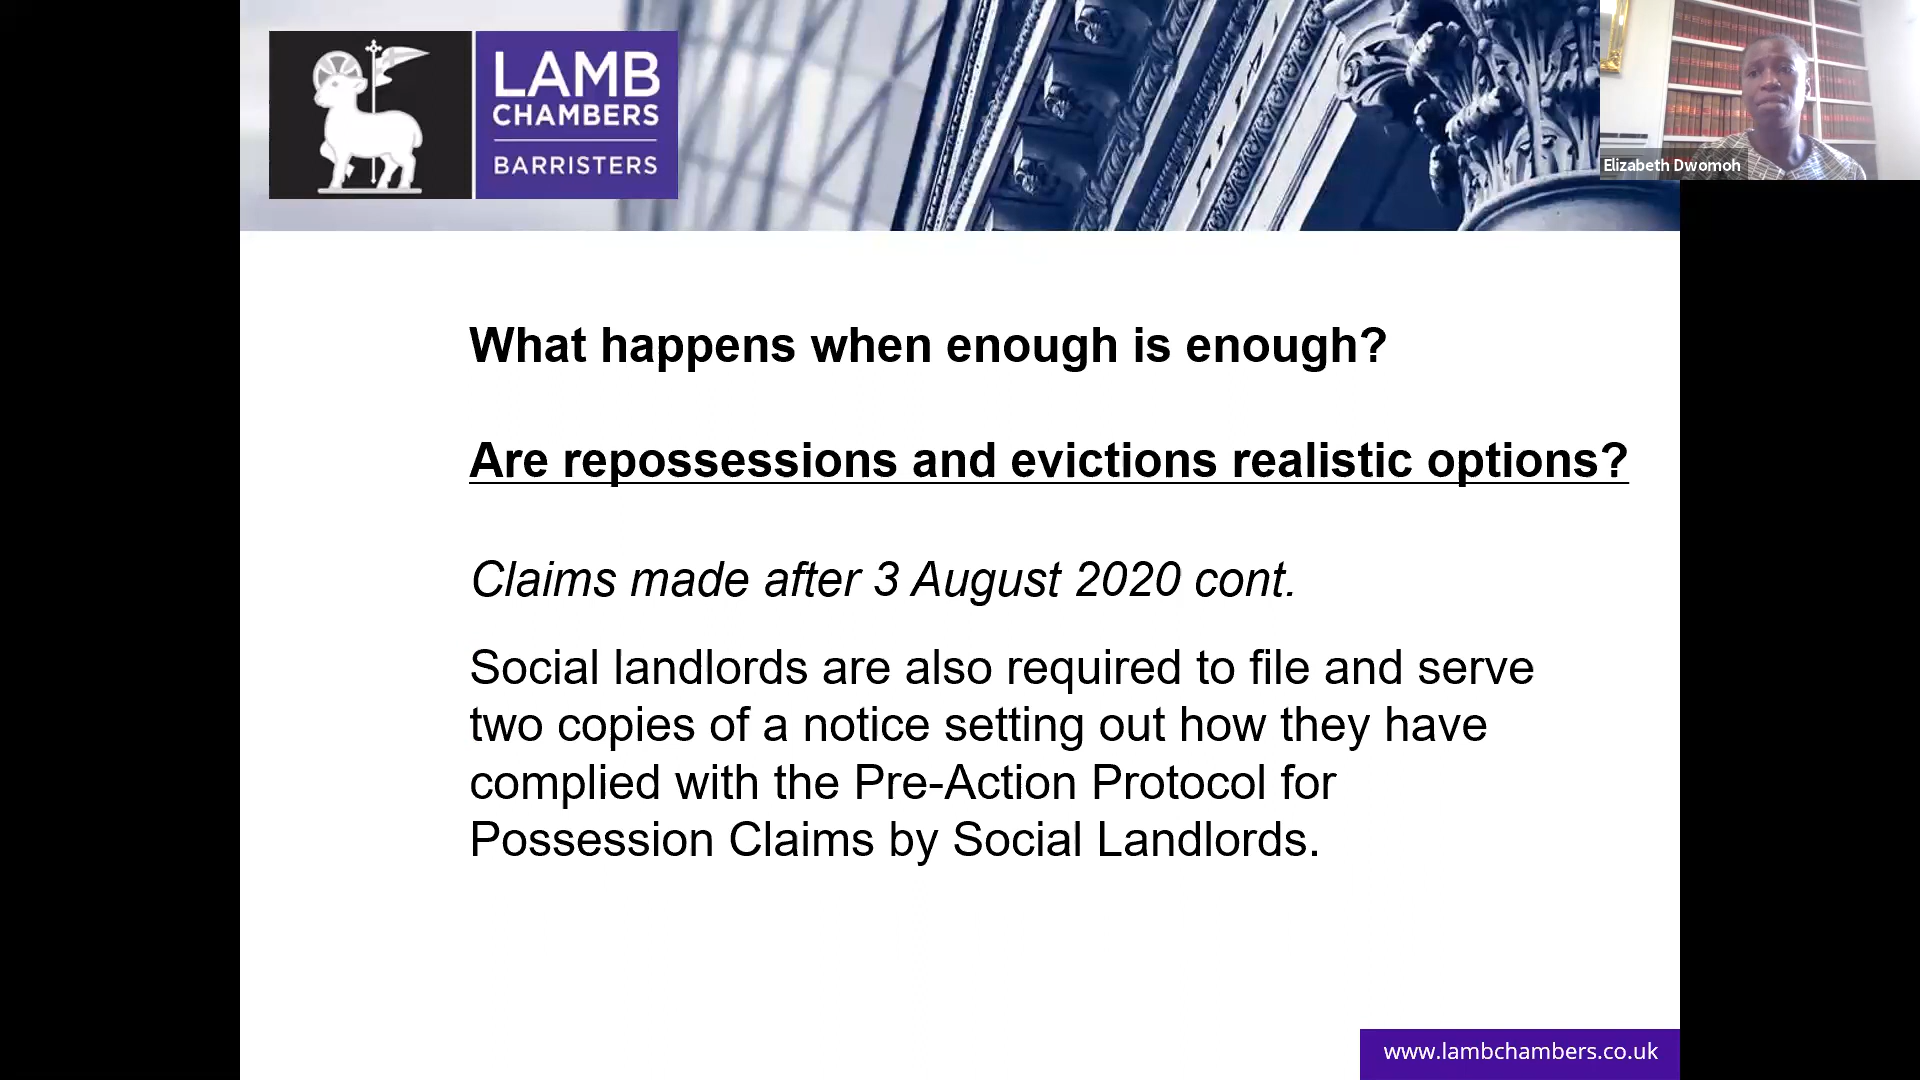 LAMB
CHAMBERS
BARRISTERS
Elizabeth Dwomoh
What happens when enough is enough?
Are repossessions and evictions realistic options?
Claims made after 3 August 2020 cont.
Social landlords are also required to file and serve
two copies of a notice setting out how they have
complied with the Pre-Action Protocol for
Possession Claims by Social Landlords.
www.lambchambers.co.uk